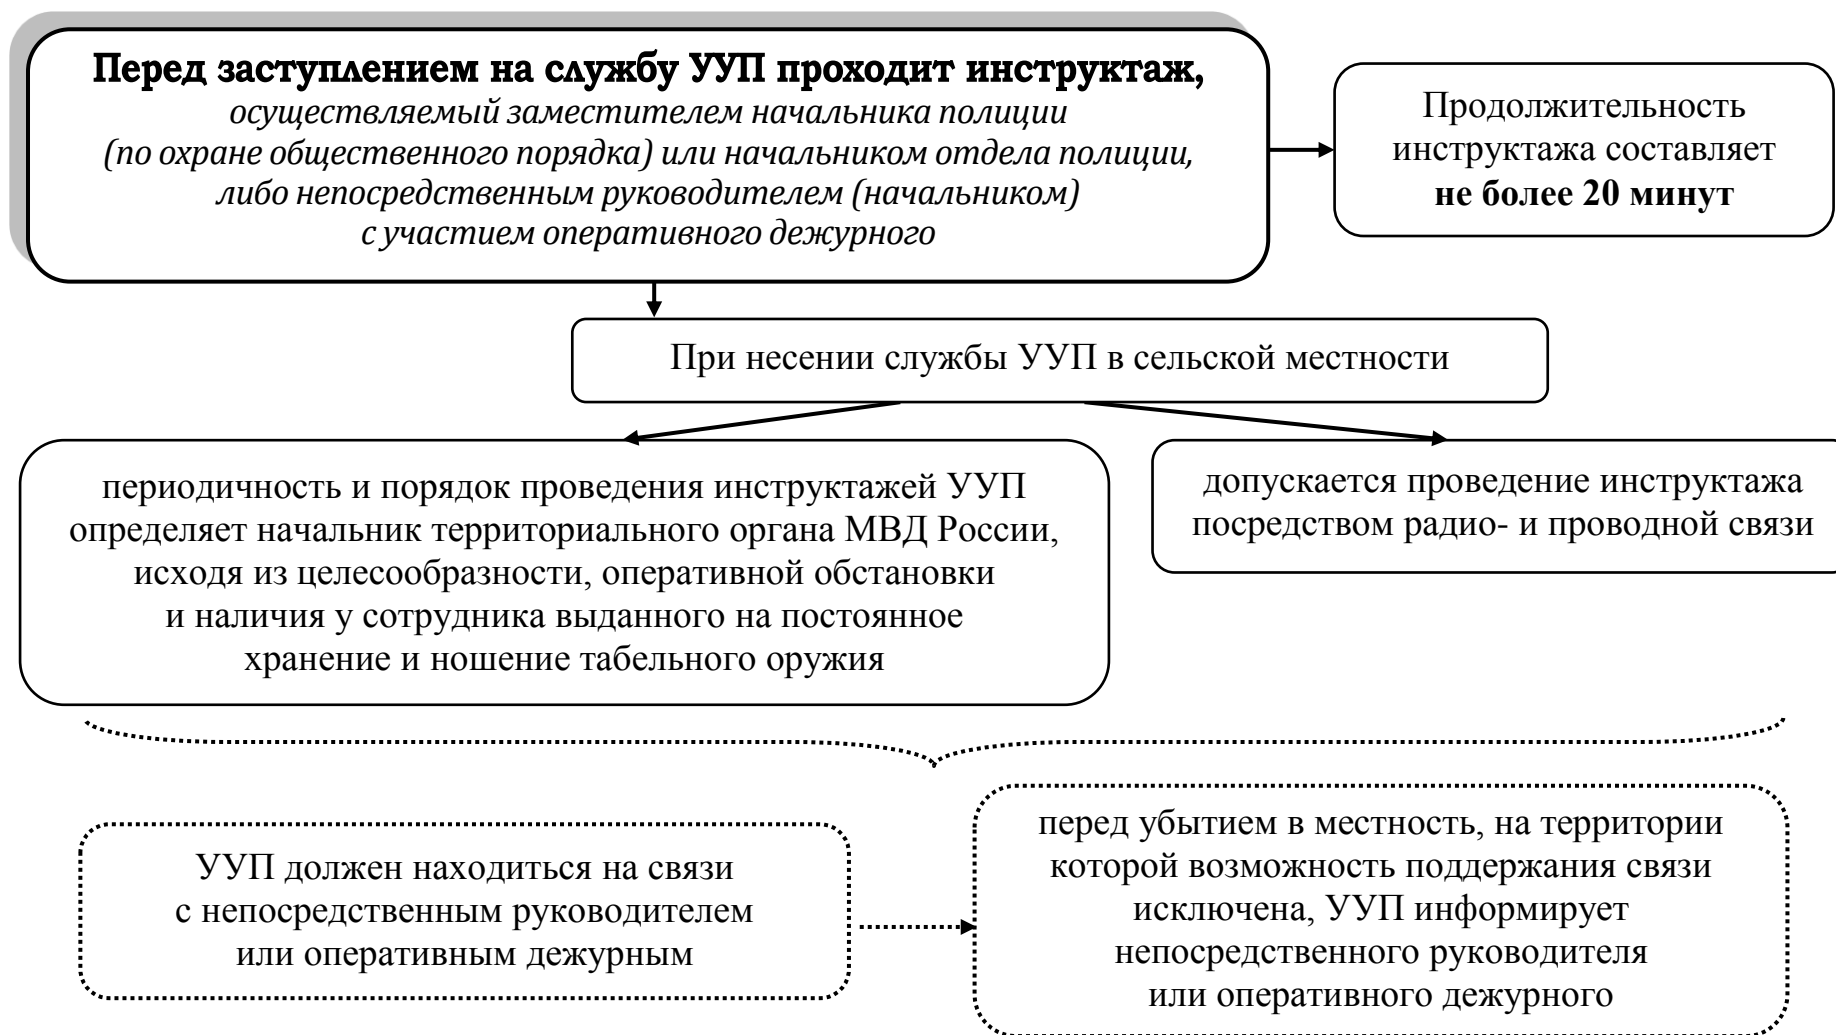 Перед заступлением на службу УУП проходит инструктаж,
осуществляемый заместителем начальника полиции
(по охране общественного порядка) или начальником отдела полиции,
либо непосредственным руководителем (начальником)
с участием оперативного дежурного
Продолжительность
инструктажа составляет
не более 20 минут
При несении службы УУП в сельской местности
периодичность и порядок проведения инструктажей УУП
определяет начальник территориального органа МВД России,
исходя из целесообразности, оперативной обстановки
и наличия у сотрудника выданного на постоянное
хранение и ношение табельного оружия
допускается проведение инструктажа
посредством радио- и проводной связи
УУП должен находиться на связи
с непосредственным руководителем
или оперативным дежурным
перед убытием в местность, на территории
которой возможность поддержания связи
исключена, УУП информирует
непосредственного руководителя
или оперативного дежурного